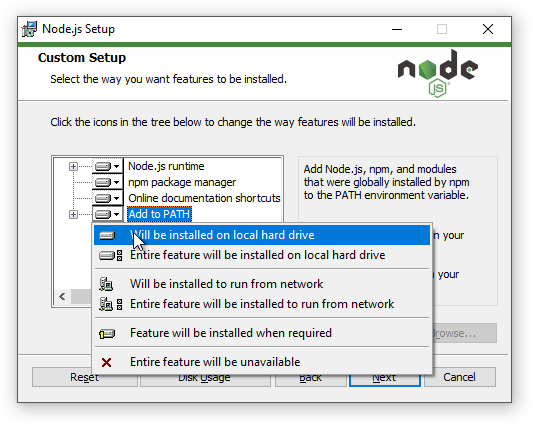 Node.js Setup
Custom Setup
Select the way you want features to be installed.
node
JS
Click the icons in the tree below to change the way features will be installed.
Node.js runtime
npm package manager
Online documentation shortcuts
Add to PATH
Add Node.js, npm, and modules
that were globally installed by npm
to the PATH environment variable.
Will be installed on local hard drive
on your
Entire feature will be installed on local hard drive
on your
Will be installed to run from network
Entire feature will be installed to run from network
Feature will be installed when required
Browse...
Entire feature will be unavailable
Reset
Disk Usage
Back
Next
Cancel